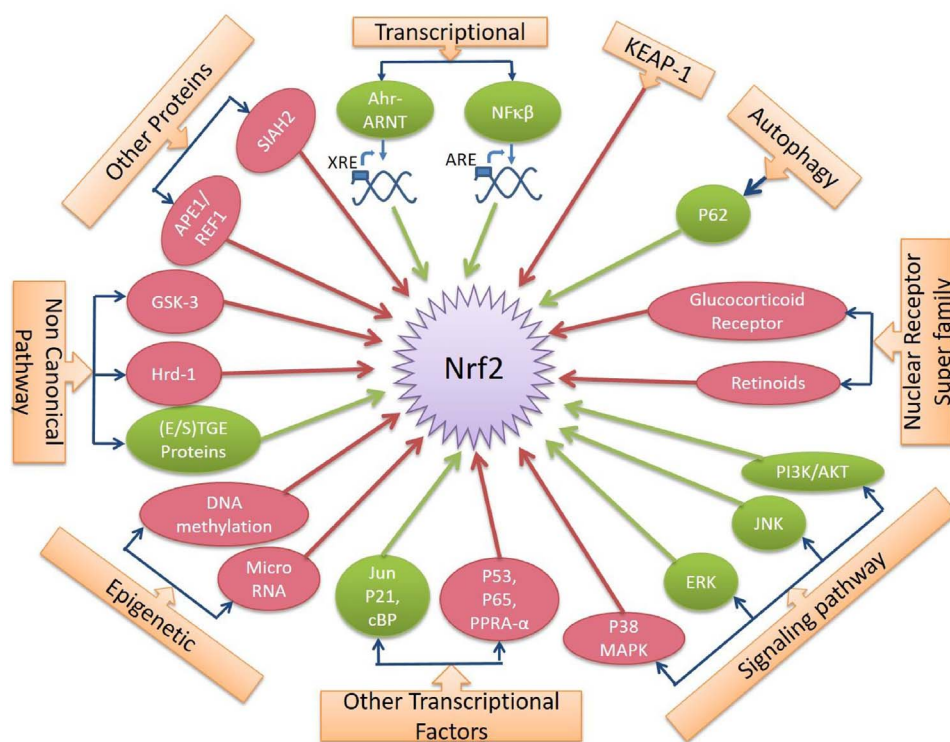 Transcriptional
KEAP-1
Other Proteins
SIAH2
Ahr-
ARNT
NFκβ
XRE
ARE
Autophagy
P62
APE1/
REF1
Non Canonical
Pathway
GSK-3
Hrd-1
(E/S)TGE
Proteins
Nrf2
Glucocorticoid
Receptor
Retinoids
Nuclear Receptor
Super family
PI3K/AKT
JNK
ERK
P38
MAPK
Signaling pathway
DNA
methylation
Micro
RNA
Epigenetic
Jun
P21,
cBP
P53,
P65,
PPRA-α
Other Transcriptional
Factors